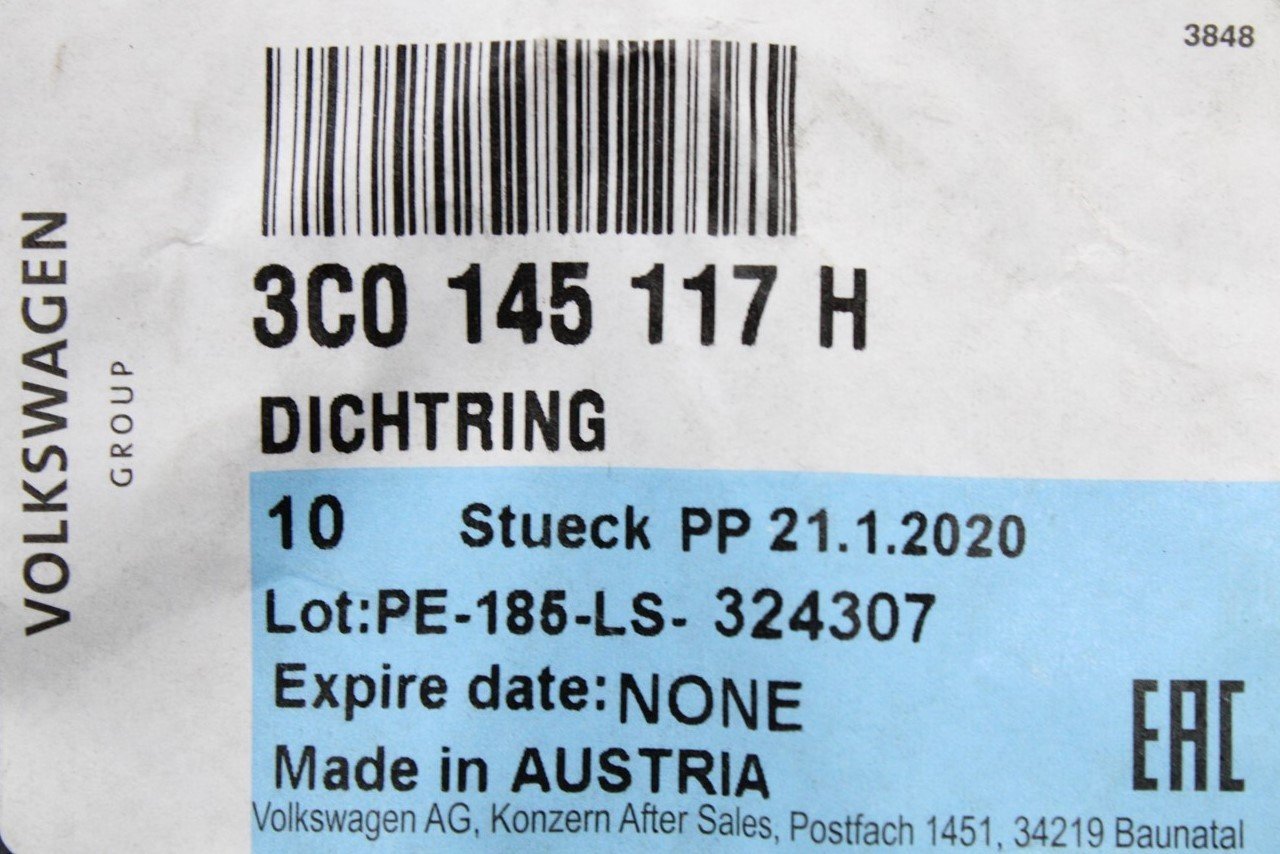 3848
VOLKSWAGEN
GROUP
3C0 145 117 H
DICHTRING
10 Stueck PP 21.1.2020
Lot:PE-185-LS- 324307
Expire date:NONE
Made in AUSTRIA
EAC
Volkswagen AG, Konzern After Sales, Postfach 1451, 34219 Baunatal